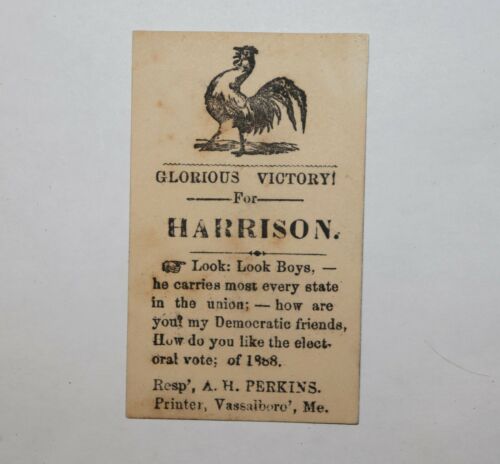 GLORIOUS VICTORY!
For
HARRISON.
☞ Look: Look Boys, —
he carries most every state
in the union; — how are
you? my Democratic friends,
How do you like the elect-
oral vote; of 1888.
Resp', A. H. PERKINS.
Printer, Vassalboro', Me.